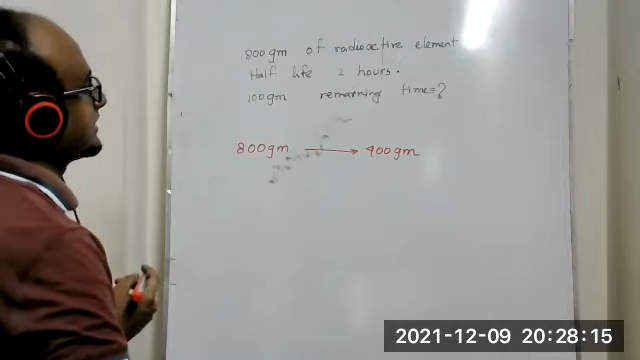 800gm of radioactive element
Half life 2 hours.
100gm remaining time=?
800gm → 400gm
2021-12-09 20:28:15